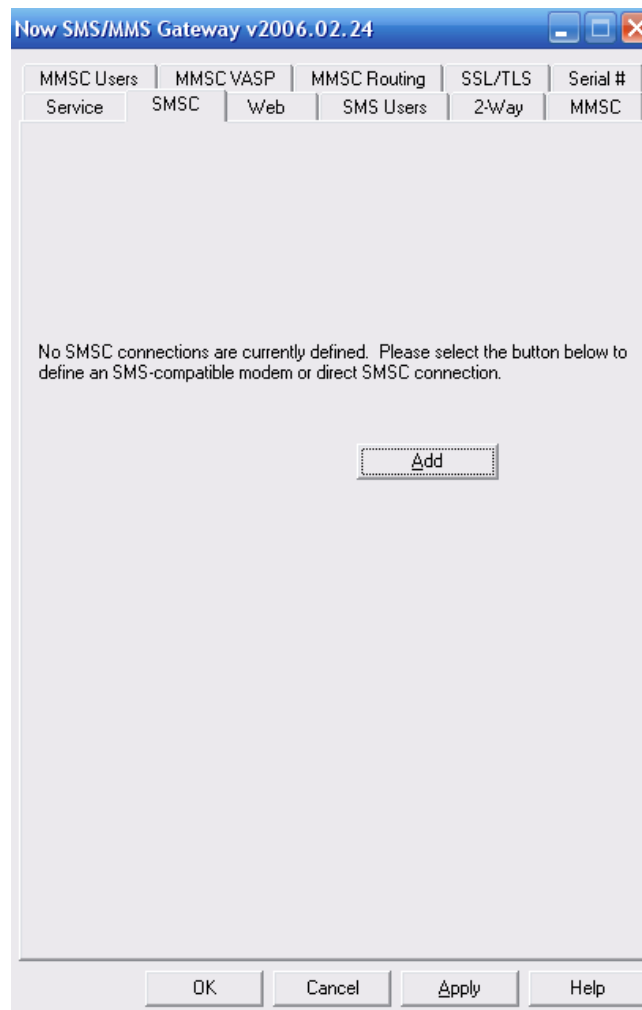 Now SMS/MMS Gateway v2006.02.24
MMSC Users MMSC VASP MMSC Routing SSL/TLS Serial #
Service SMSC Web SMS Users 2-Way MMSC
No SMSC connections are currently defined. Please select the button below to
define an SMS-compatible modem or direct SMSC connection.
Add
OK Cancel Apply Help